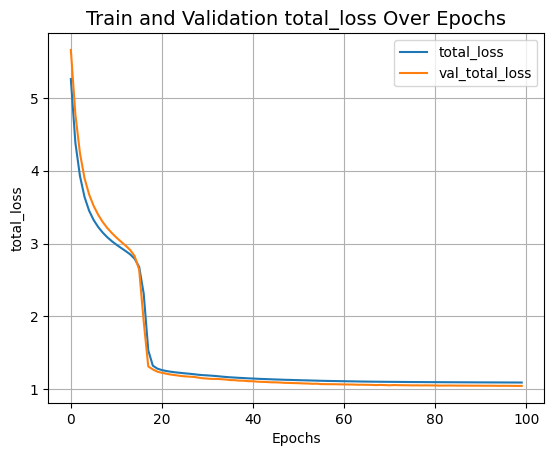 Train and Validation total_loss Over Epochs
total_loss
val_total_loss
5
4
3
2
1
total_loss
0 20 40 60 80 100
Epochs